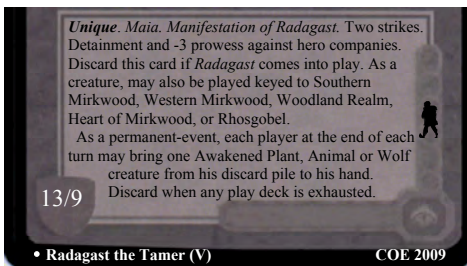 Unique. Maia. Manifestation of Radagast. Two strikes.
Detainment and -3 prowess against hero companies.
Discard this card if Radagast comes into play. As a
creature, may also be played keyed to Southern
Mirkwood, Western Mirkwood, Woodland Realm,
Heart of Mirkwood, or Rhosgobel.
As a permanent-event, each player at the end of each
turn may bring one Awakened Plant, Animal or Wolf
creature from his discard pile to his hand.
Discard when any play deck is exhausted.
13/9
• Radagast the Tamer (V) COE 2009